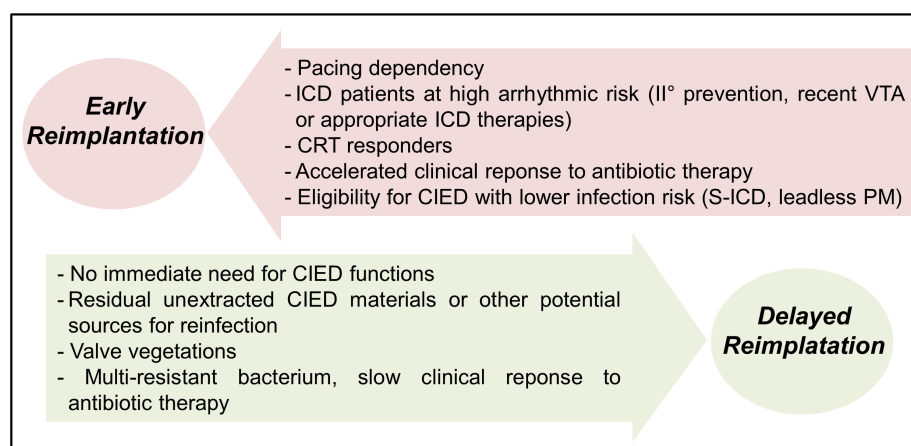 Early
Reimplantation
- Pacing dependency
- ICD patients at high arrhythmic risk (II° prevention, recent VTA
or appropriate ICD therapies)
- CRT responders
- Accelerated clinical reponse to antibiotic therapy
- Eligibility for CIED with lower infection risk (S-ICD, leadless PM)
- No immediate need for CIED functions
- Residual unextracted CIED materials or other potential
sources for reinfection
- Valve vegetations
- Multi-resistant bacterium, slow clinical reponse to
antibiotic therapy
Delayed
Reimplatation